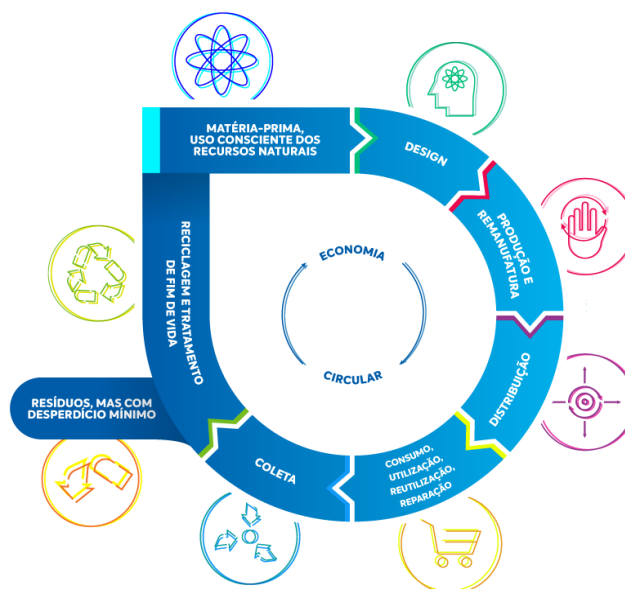 MATÉRIA-PRIMA,
USO CONSCIENTE DOS
RECURSOS NATURAIS
DESIGN
PRODUÇÃO E
REMANUFATURA
DISTRIBUIÇÃO
CONSUMO,
UTILIZAÇÃO,
REUTILIZAÇÃO,
REPARAÇÃO
COLETA
RECICLAGEM E TRATAMENTO
DE FIM DE VIDA
RESÍDUOS, MAS COM
DESPERDÍCIO MÍNIMO
ECONOMIA
CIRCULAR